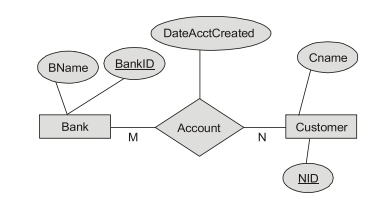 DateAcctCreated
BName
BankID
Cname
Bank
M
Account
N
Customer
NID